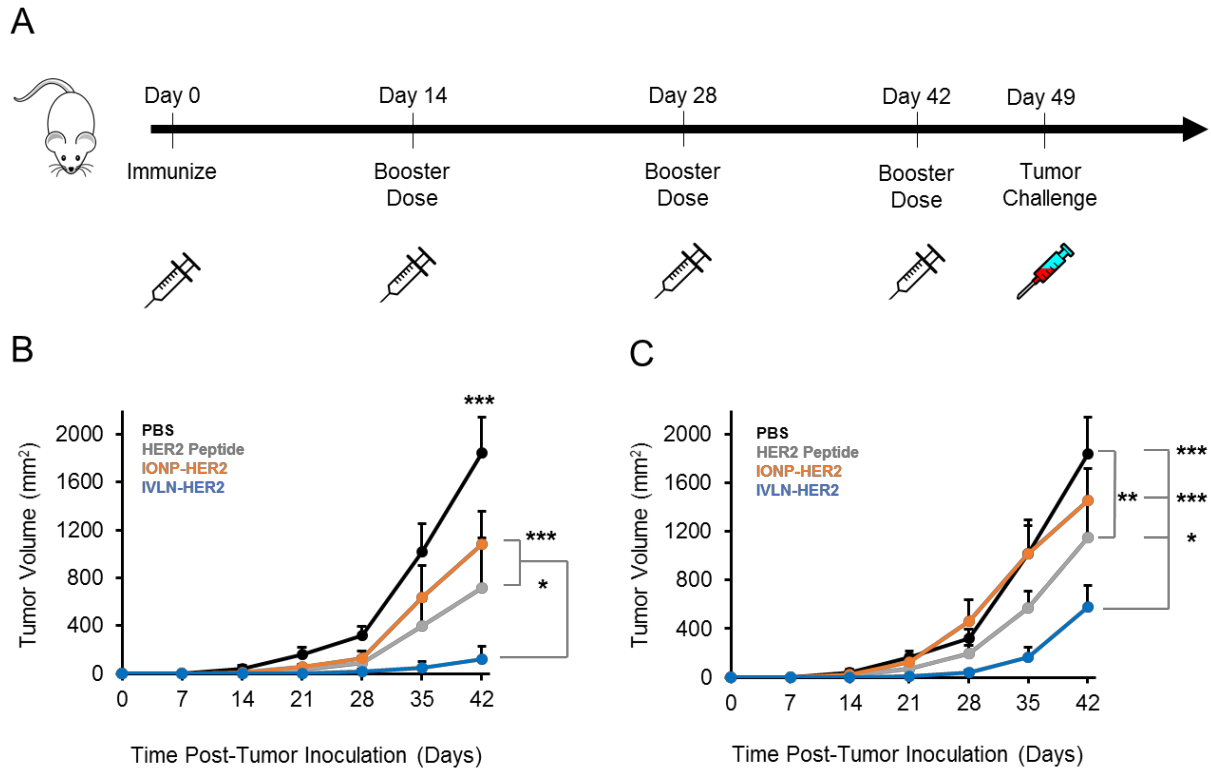 A
Day 0 Day 14 Day 28 Day 42 Day 49
Immunize Booster Booster Booster Tumor
Dose Dose Dose Challenge
B
***
PBS
HER2 Peptide
IONP-HER2
IVLN-HER2
Tumor Volume (mm²)
2000
1600
1200
800
400
0
***
*
0 7 14 21 28 35 42
Time Post-Tumor Inoculation (Days)
C
PBS
HER2 Peptide
IONP-HER2
IVLN-HER2
Tumor Volume (mm²)
2000
1600
1200
800
400
0
**
***
***
*
0 7 14 21 28 35 42
Time Post-Tumor Inoculation (Days)